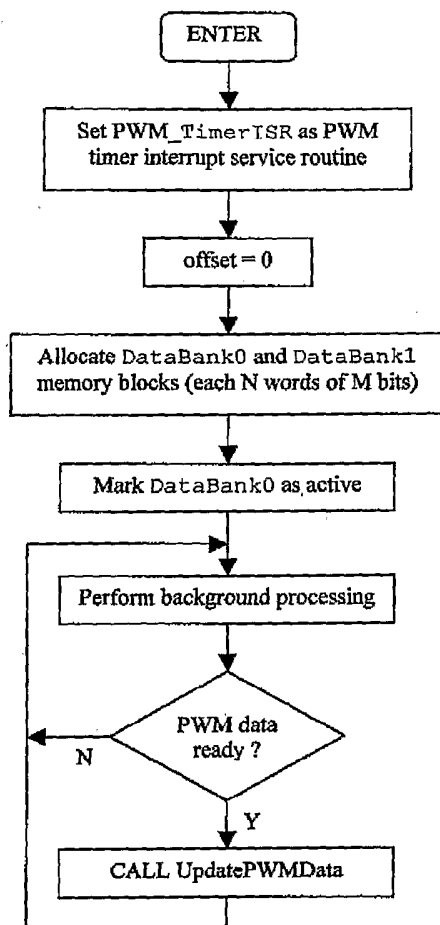 ENTER
Set PWM_TimerISR as PWM
timer interrupt service routine
offset = 0
Allocate DataBank0 and DataBank1
memory blocks (each N words of M bits)
Mark DataBank0 as active
Perform background processing
PWM data
ready ?
N
Y
CALL UpdatePWMData